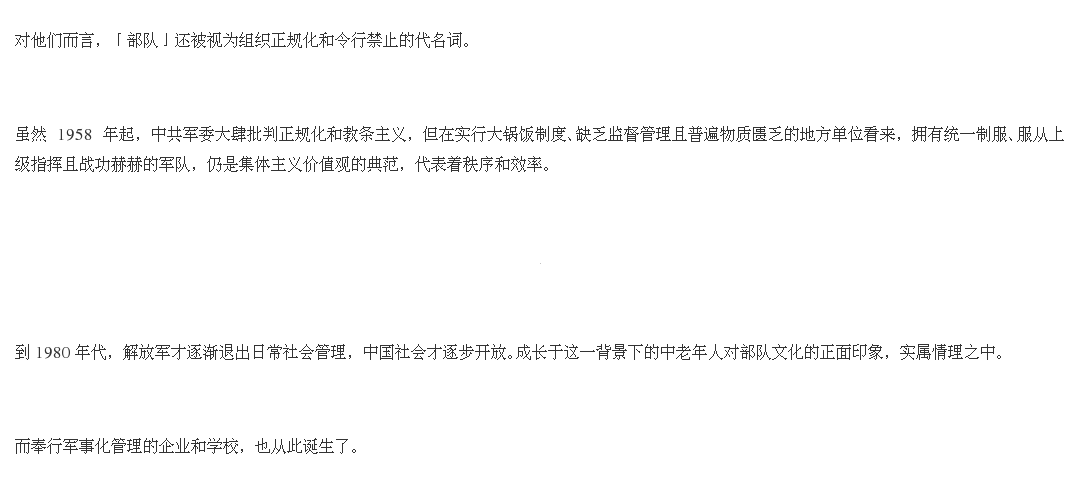 对他们而言，「部队」还被视为组织正规化和令行禁止的代名词。
虽然 1958 年起，中共军委大肆批判正规化和教条主义，但在实行大锅饭制度、缺乏监督管理且普遍物质匮乏的地方单位看来，拥有统一制服、服从上
级指挥且战功赫赫的军队，仍是集体主义价值观的典范，代表着秩序和效率。
到 1980 年代，解放军才逐渐退出日常社会管理，中国社会才逐步开放。成长于这一背景下的中老年人对部队文化的正面印象，实属情理之中。
而奉行军事化管理的企业和学校，也从此诞生了。